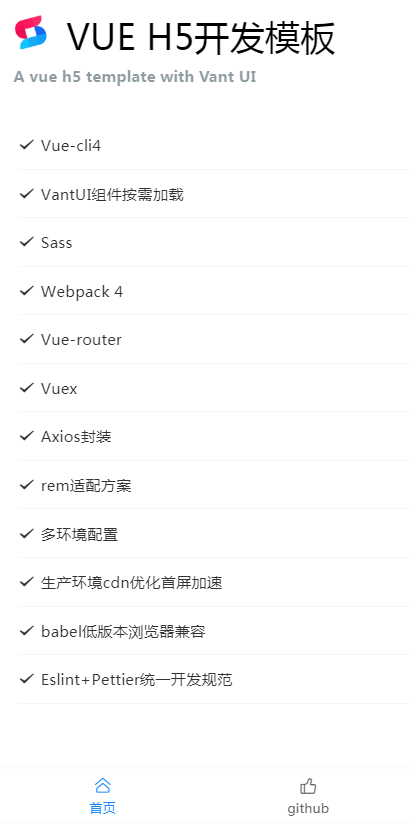 VUE H5开发模板
A vue h5 template with Vant UI
Vue-cli4
VantUI组件按需加载
Sass
Webpack 4
Vue-router
Vuex
Axios封装
rem适配方案
多环境配置
生产环境cdn优化首屏加速
babel低版本浏览器兼容
Eslint+Pettier统一开发规范
首页
github